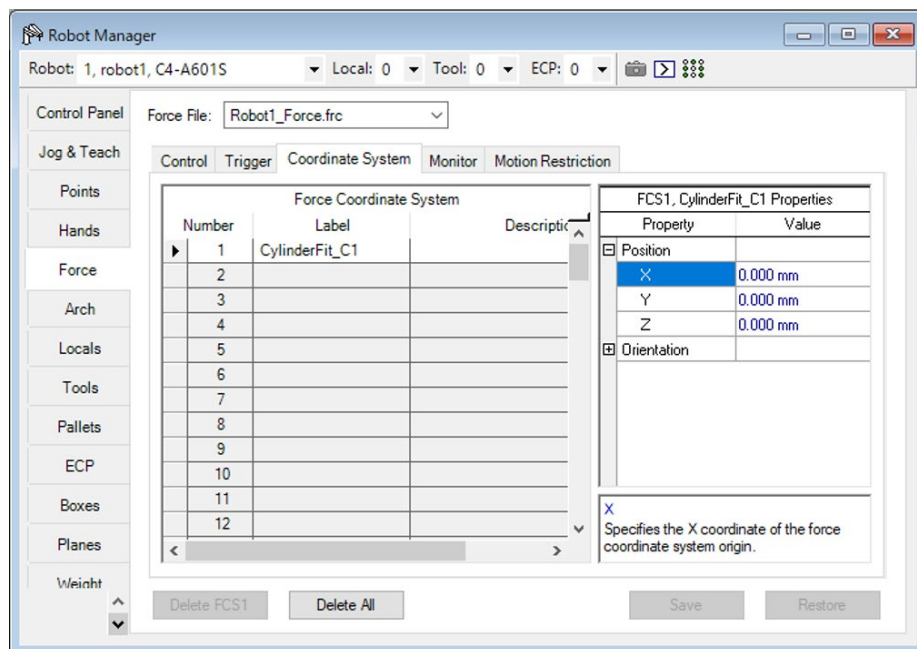 Robot Manager
Robot: 1, robot1, C4-A601S Local: 0 Tool: 0 ECP: 0
Control Panel
Jog & Teach
Points
Hands
Force
Arch
Locals
Tools
Pallets
ECP
Boxes
Planes
Weight
Force File: Robot1_Force.frc
Control Trigger Coordinate System Monitor Motion Restriction
Force Coordinate System
Number Label Descriptic
1 CylinderFit_C1
2
3
4
5
6
7
8
9
10
11
12
FCS1, CylinderFit_C1 Properties
Property Value
Position
X 0.000 mm
Y 0.000 mm
Z 0.000 mm
Orientation
X
Specifies the X coordinate of the force
coordinate system origin.
Delete FCS1 Delete All Save Restore